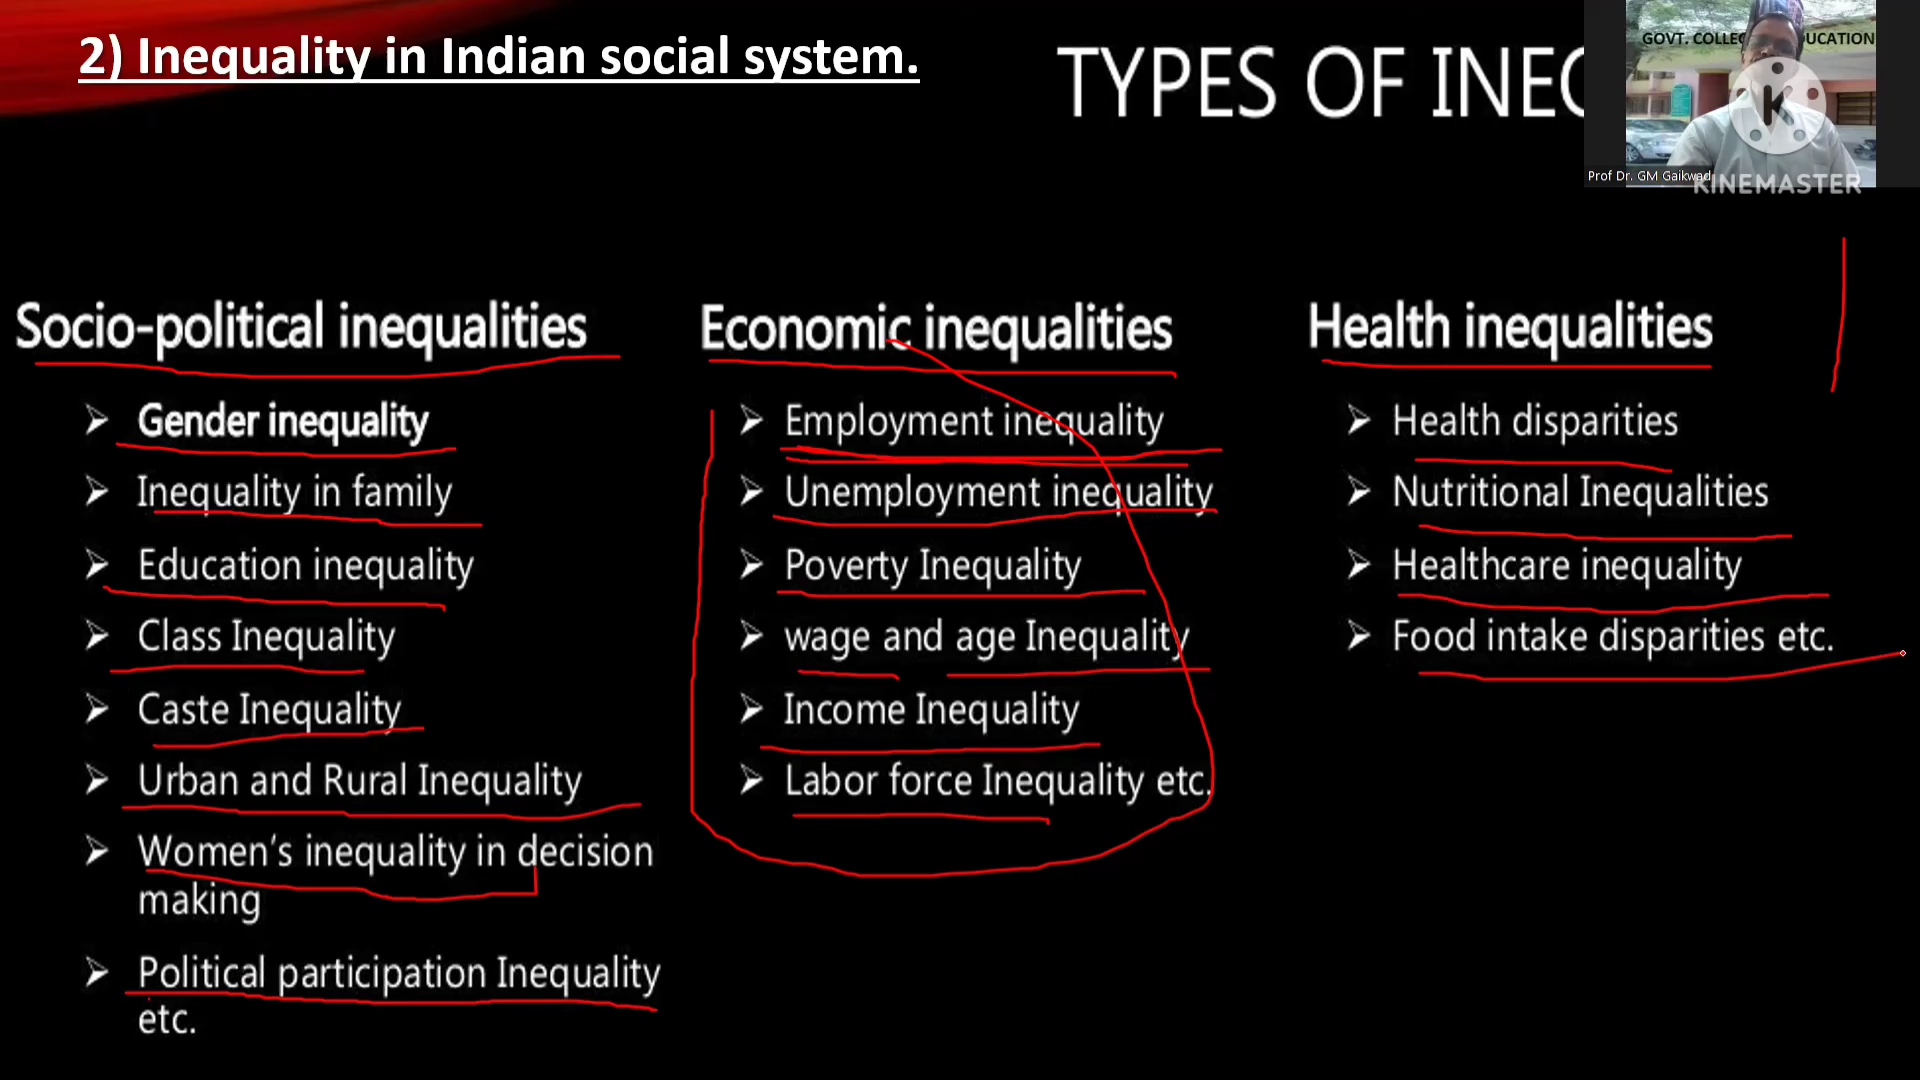 2) Inequality in Indian social system.
TYPES OF INEQ
GOVT. COLLEGE UCATION
Prof Dr. GM Gaikwad
KINEMASTER
Socio-political inequalities
Gender inequality
Inequality in family
Education inequality
Class Inequality
Caste Inequality
Urban and Rural Inequality
Women's inequality in decision
making
Political participation Inequality
etc.
Economic inequalities
Employment inequality
Unemployment inequality
Poverty Inequality
wage and age Inequality
Income Inequality
Labor force Inequality etc.
Health inequalities
Health disparities
Nutritional Inequalities
Healthcare inequality
Food intake disparities etc.